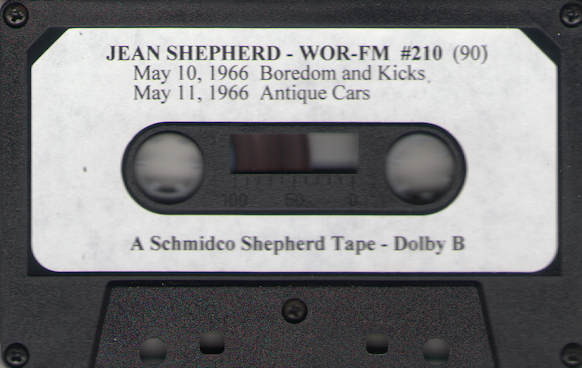 JEAN SHEPHERD - WOR-FM #210 (90)
May 10, 1966 Boredom and Kicks
May 11, 1966 Antique Cars
100 50 0
A Schmidco Shepherd Tape - Dolby B